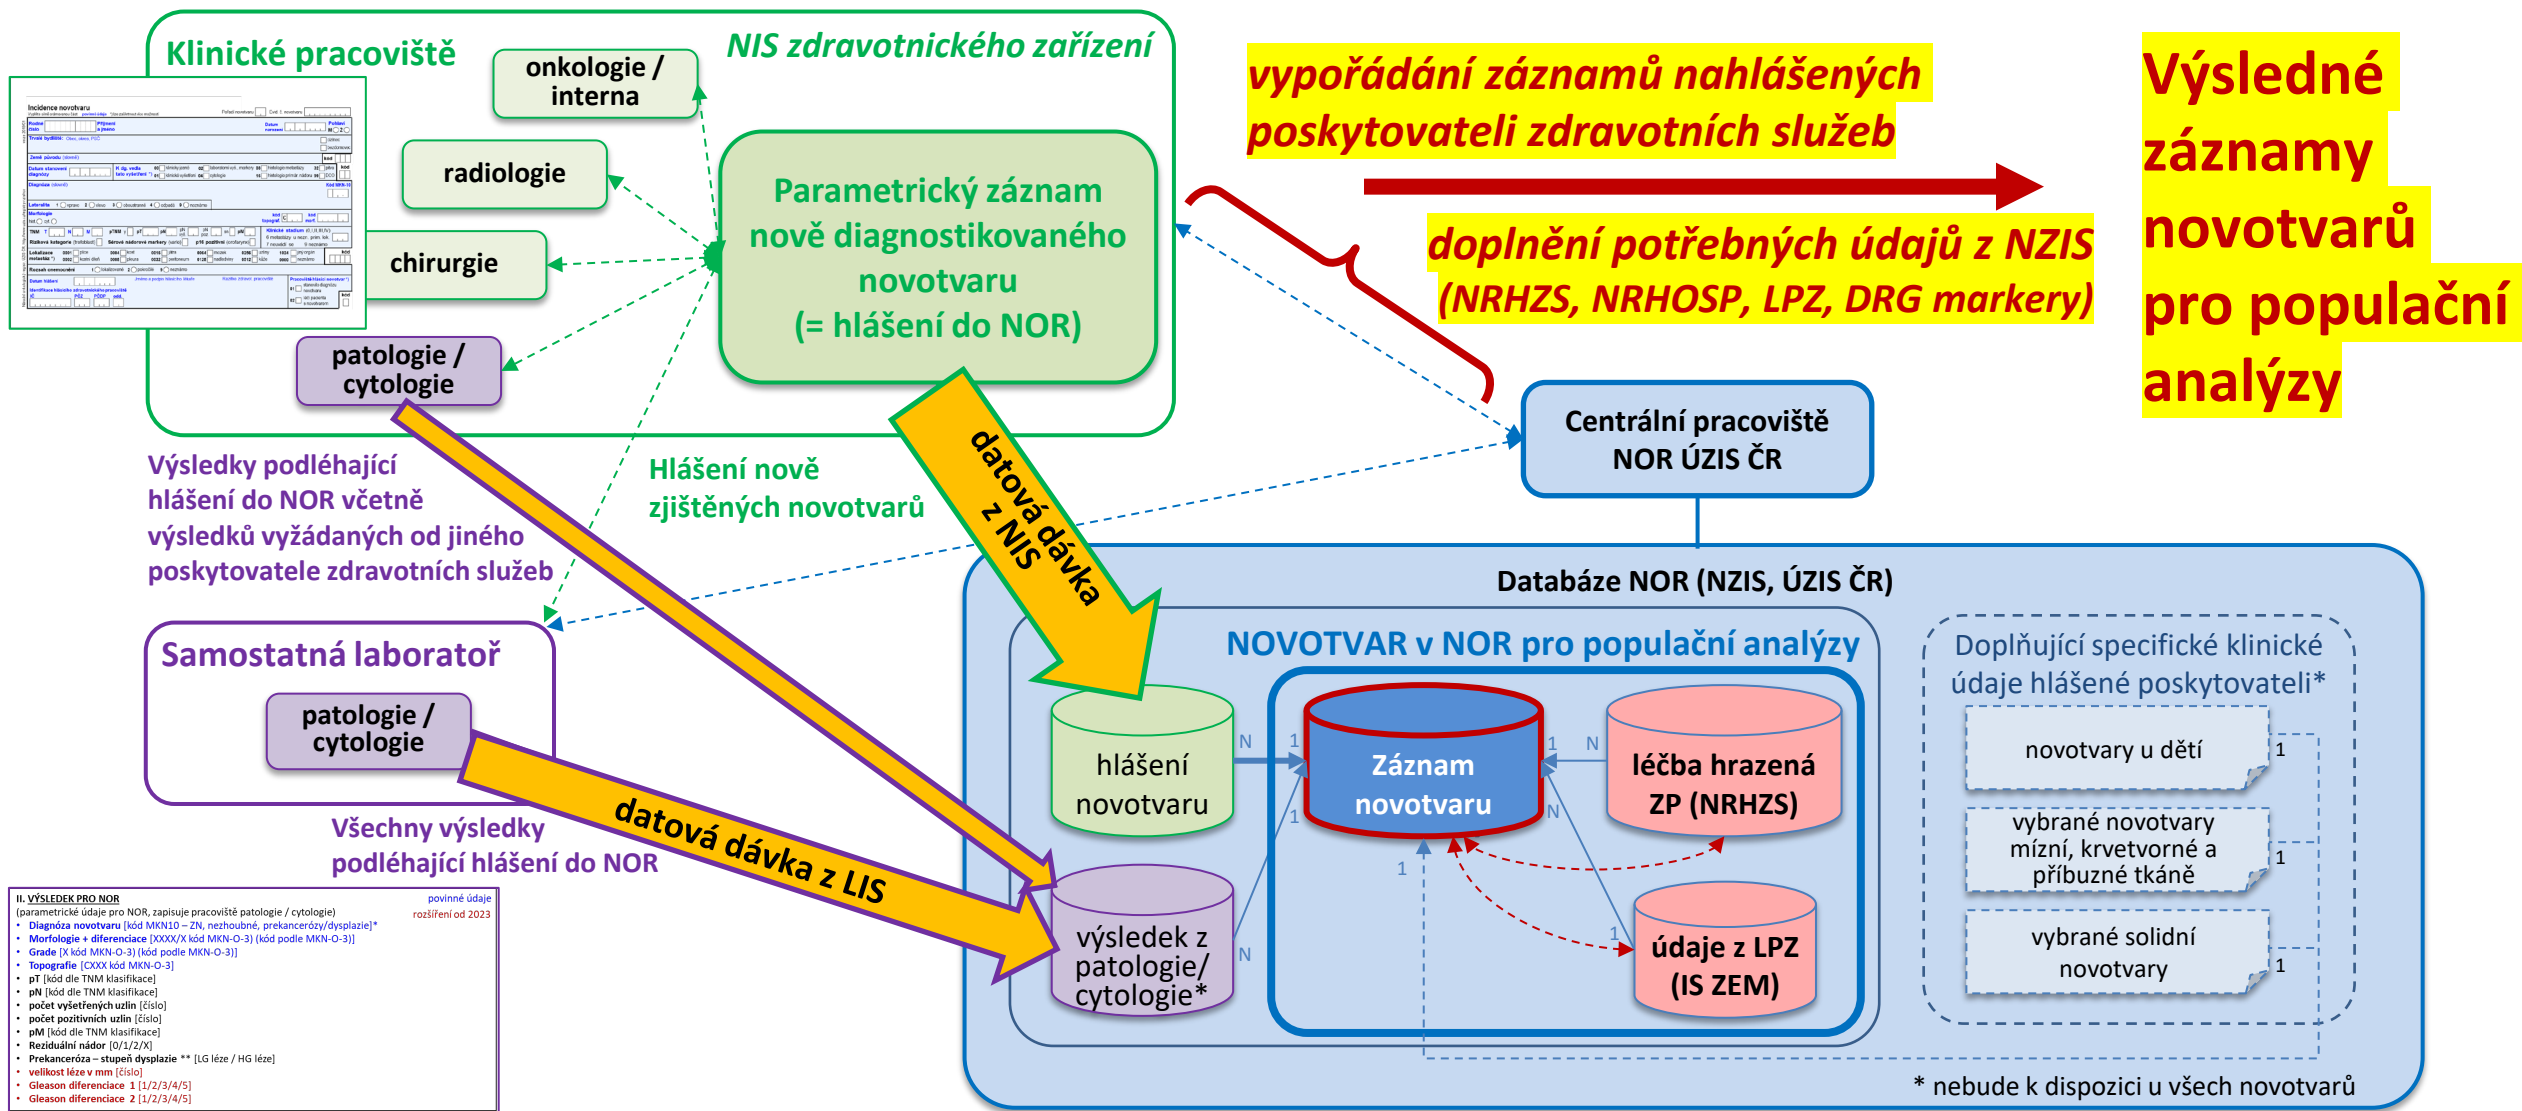 Klinické pracoviště
NIS zdravotnického zařízení
onkologie /
interna
radiologie
chirurgie
patologie /
cytologie
Parametrický záznam
nově diagnostikovaného
novotvaru
(= hlášení do NOR)
Incidence novotvaru
vypořádání záznamů nahlášených
poskytovateli zdravotních služeb
doplnění potřebných údajů z NZIS
(NRHZS, NRHOSP, LPZ, DRG markery)
Výsledné
záznamy
novotvarů
pro populační
analýzy
Centrální pracoviště
NOR ÚZIS ČR
Výsledky podléhající
hlášení do NOR včetně
výsledků vyžádaných od jiného
poskytovatele zdravotních služeb
Hlášení nově
zjištěných novotvarů
datová dávka
z NIS
Samostatná laboratoř
patologie /
cytologie
Všechny výsledky
podléhající hlášení do NOR
datová dávka z LIS
Databáze NOR (NZIS, ÚZIS ČR)
NOVOTVAR v NOR pro populační analýzy
hlášení
novotvaru
N
1
Záznam
novotvaru
1
N
léčba hrazená
ZP (NRHZS)
1
N
1
výsledek z
patologie/
cytologie*
N
1
údaje z LPZ
(IS ZEM)
Doplňující specifické klinické
údaje hlášené poskytovateli*
novotvary u dětí
1
vybrané novotvary
mízní, krvetvorné a
příbuzné tkáně
1
vybrané solidní
novotvary
1
* nebude k dispozici u všech novotvarů
II. VÝSLEDEK PRO NOR
povinné údaje
(parametrické údaje pro NOR, zapisuje pracoviště patologie / cytologie)
rozšíření od 2023
• Diagnóza novotvaru [kód MKN10 – ZN, nezhoubné, prekancerózy/dysplazie]*
• Morfologie + diferenciace [XXXX/X kód MKN-O-3) (kód podle MKN-O-3)]
• Grade [X kód MKN-O-3) (kód podle MKN-O-3)]
• Topografie [CXXX kód MKN-O-3]
• pT [kód dle TNM klasifikace]
• pN [kód dle TNM klasifikace]
• počet vyšetřených uzlin [číslo]
• počet pozitivních uzlin [číslo]
• pM [kód dle TNM klasifikace]
• Reziduální nádor [0/1/2/X]
• Prekanceróza – stupeň dysplazie ** [LG léze / HG léze]
• velikost léze v mm [číslo]
• Gleason diferenciace 1 [1/2/3/4/5]
• Gleason diferenciace 2 [1/2/3/4/5]